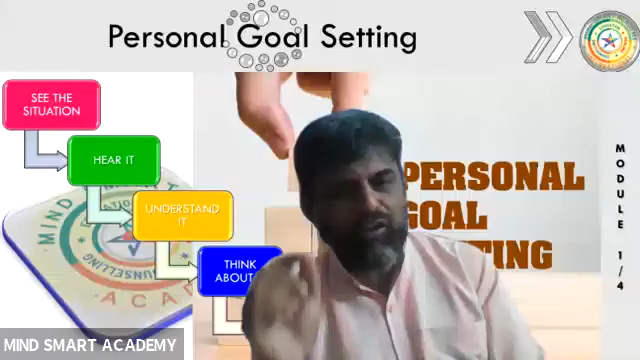 Personal Goal Setting
SEE THE
SITUATION
HEAR IT
UNDERSTAND
IT
THINK
ABOUT
PERSONAL
GOAL
TING
MODULE 1/4
MIND SMART ACADEMY